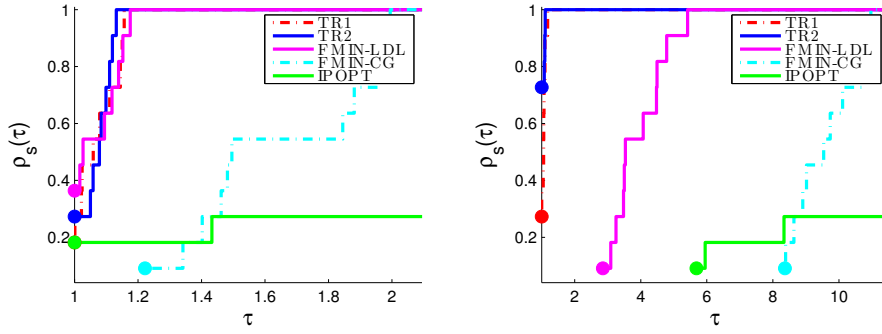 1
0.8
0.6
0.4
0.2
ρs(τ)
1 1.2 1.4 1.6 1.8 2
τ
TR1
TR2
FMIN-LDL
FMIN-CG
IPOPT
1
0.8
0.6
0.4
0.2
ρs(τ)
2 4 6 8 10
τ
TR1
TR2
FMIN-LDL
FMIN-CG
IPOPT